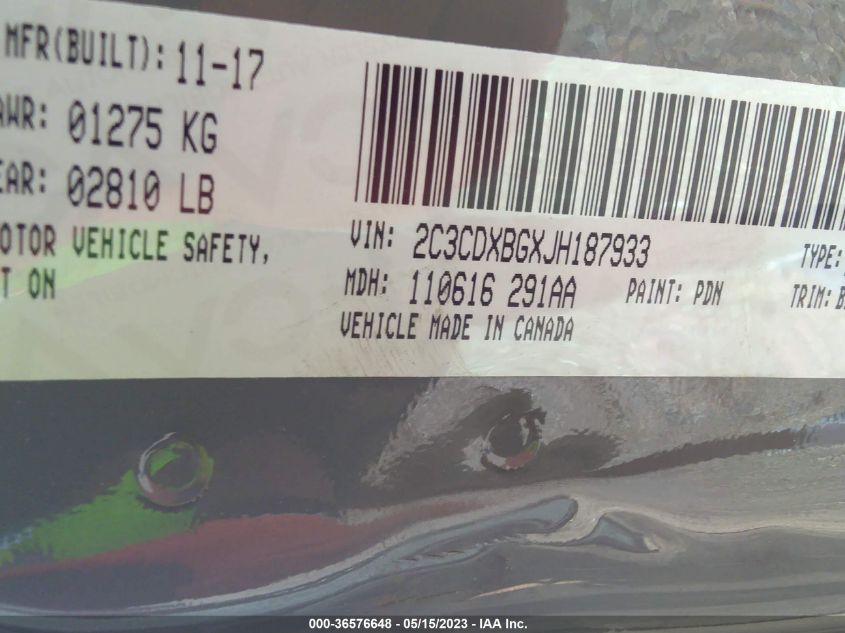 MFR(BUILT): 11-17
AWR: 01275 KG
EAR: 02810 LB
OTOR VEHICLE SAFETY,
T ON
VIN: 2C3CDXBGXJH187933
TYPE:
MDH: 110616 291AA
PAINT: PDN
TRIM: B
VEHICLE MADE IN CANADA
000-36576648 - 05/15/2023 - IAA Inc.